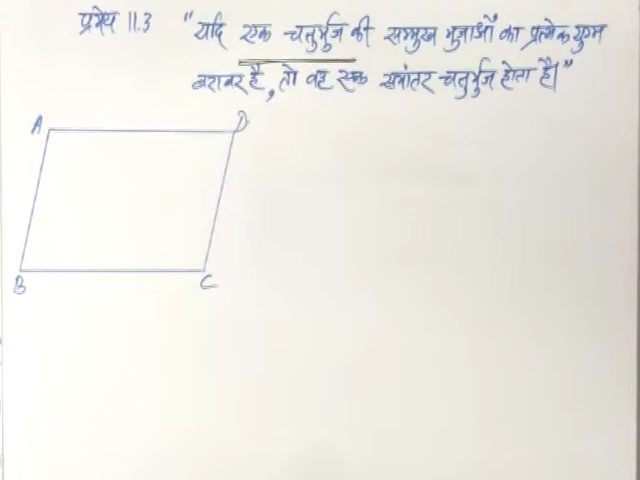 प्रमेय 11.3 "यदि एक चतुर्भुज की सम्मुख भुजाओं का प्रत्येक युग्म
बराबर है, तो वह एक समांतर चतुर्भुज होता है।"
A D
B C